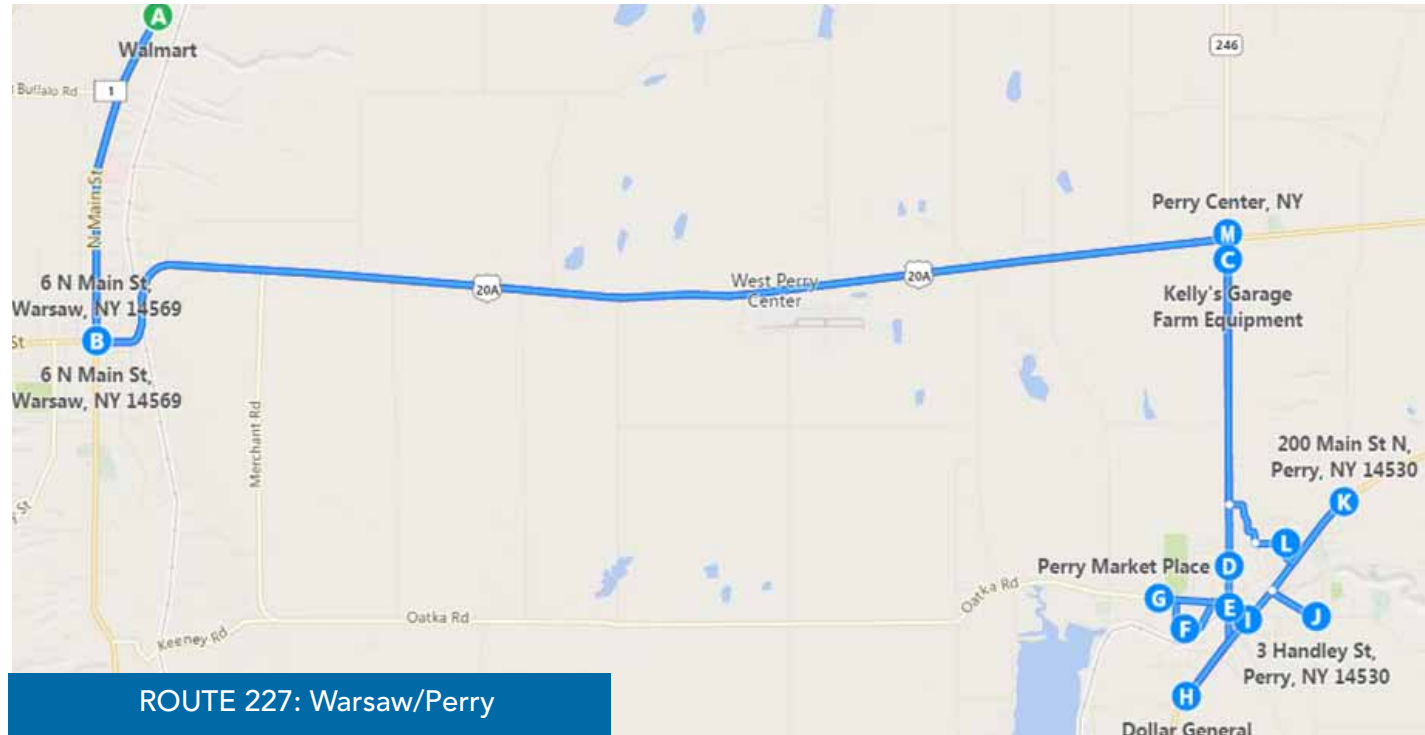 A
Walmart
246
Buffalo Rd
1
N Main St
Perry Center, NY
M
C
Kelly's Garage
Farm Equipment
6 N Main St,
Warsaw, NY 14569
20A
West Perry
Center
20A
St
B
6 N Main St,
Warsaw, NY 14569
Merchant Rd
200 Main St N,
Perry, NY 14530
K
St
L
Perry Market Place
D
Oatka Rd
G
E
F
I
J
Oatka Rd
Keeney Rd
3 Handley St,
Perry, NY 14530
H
Dollar General
ROUTE 227: Warsaw/Perry